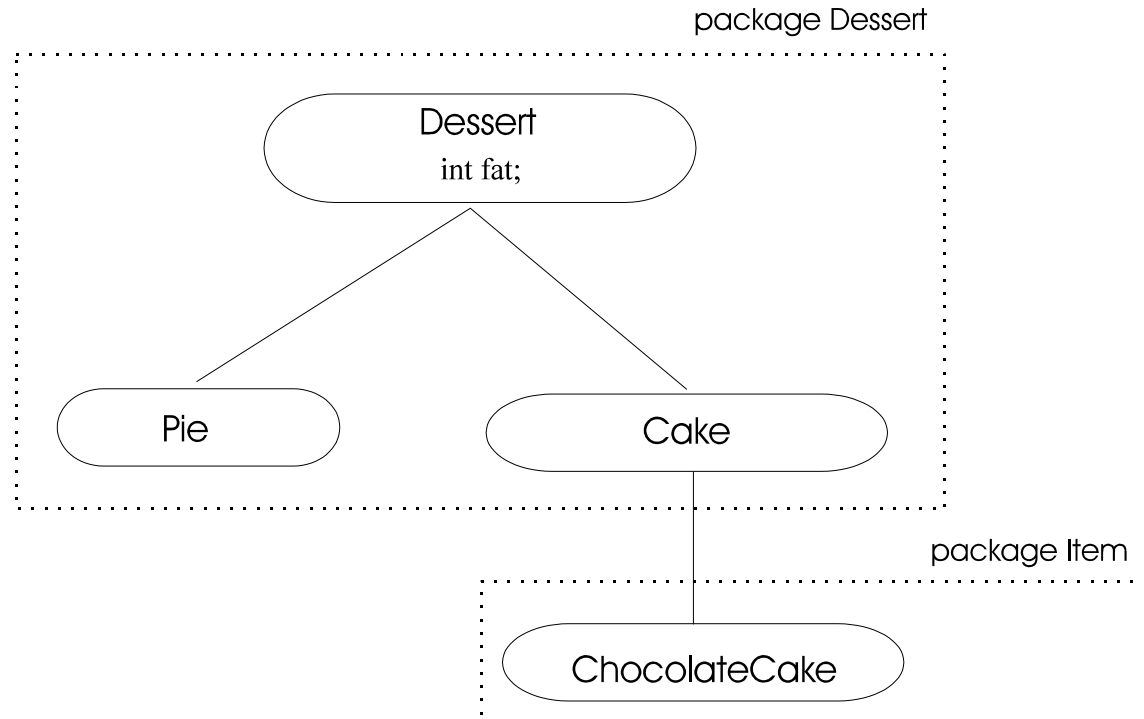 package Dessert
Dessert
int fat;
Pie
Cake
package Item
ChocolateCake